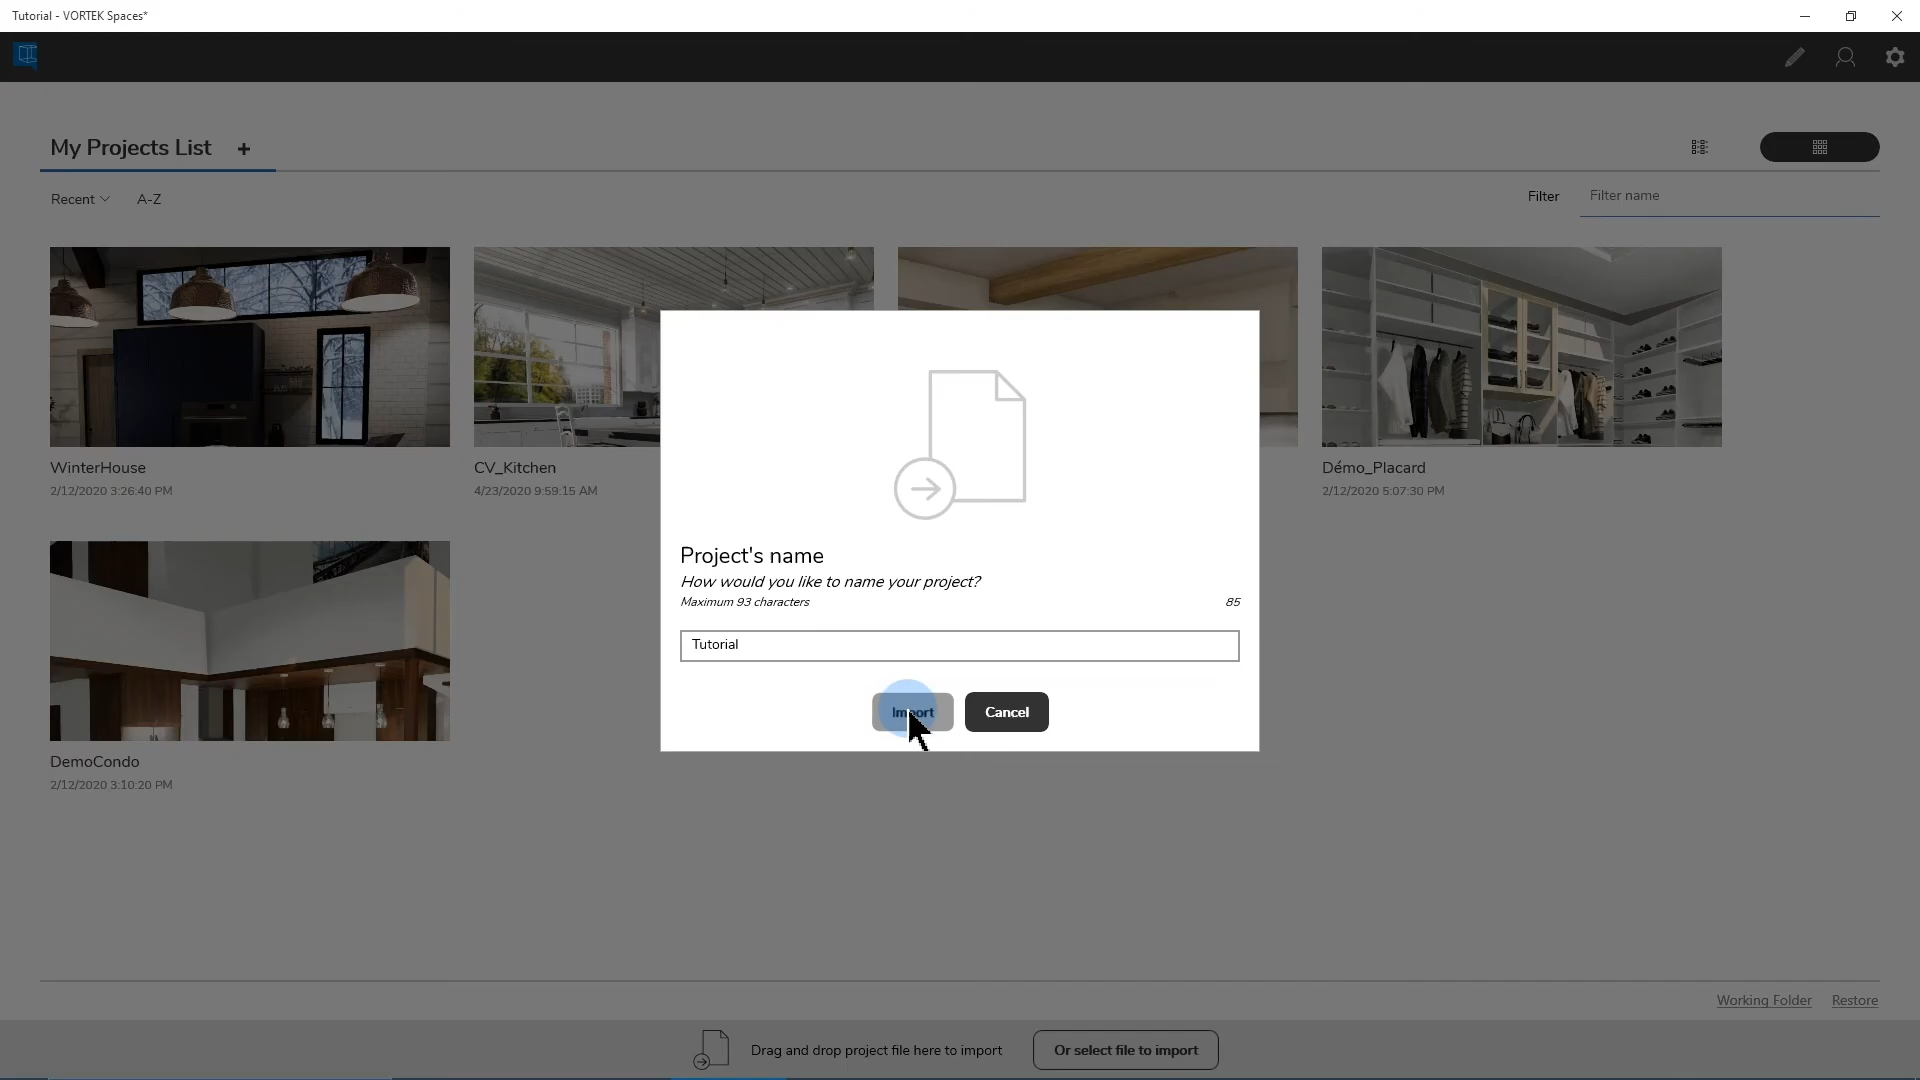 Tutorial - VORTEK Spaces*
My Projects List +
Recent A-Z
Filter Filter name
WinterHouse
2/12/2020 3:26:40 PM
CV_Kitchen
4/23/2020 9:59:15 AM
Démo_Placard
2/12/2020 5:07:30 PM
DemoCondo
2/12/2020 3:10:20 PM
Project's name
How would you like to name your project?
Maximum 93 characters 85
Tutorial
Import Cancel
Working Folder Restore
Drag and drop project file here to import Or select file to import